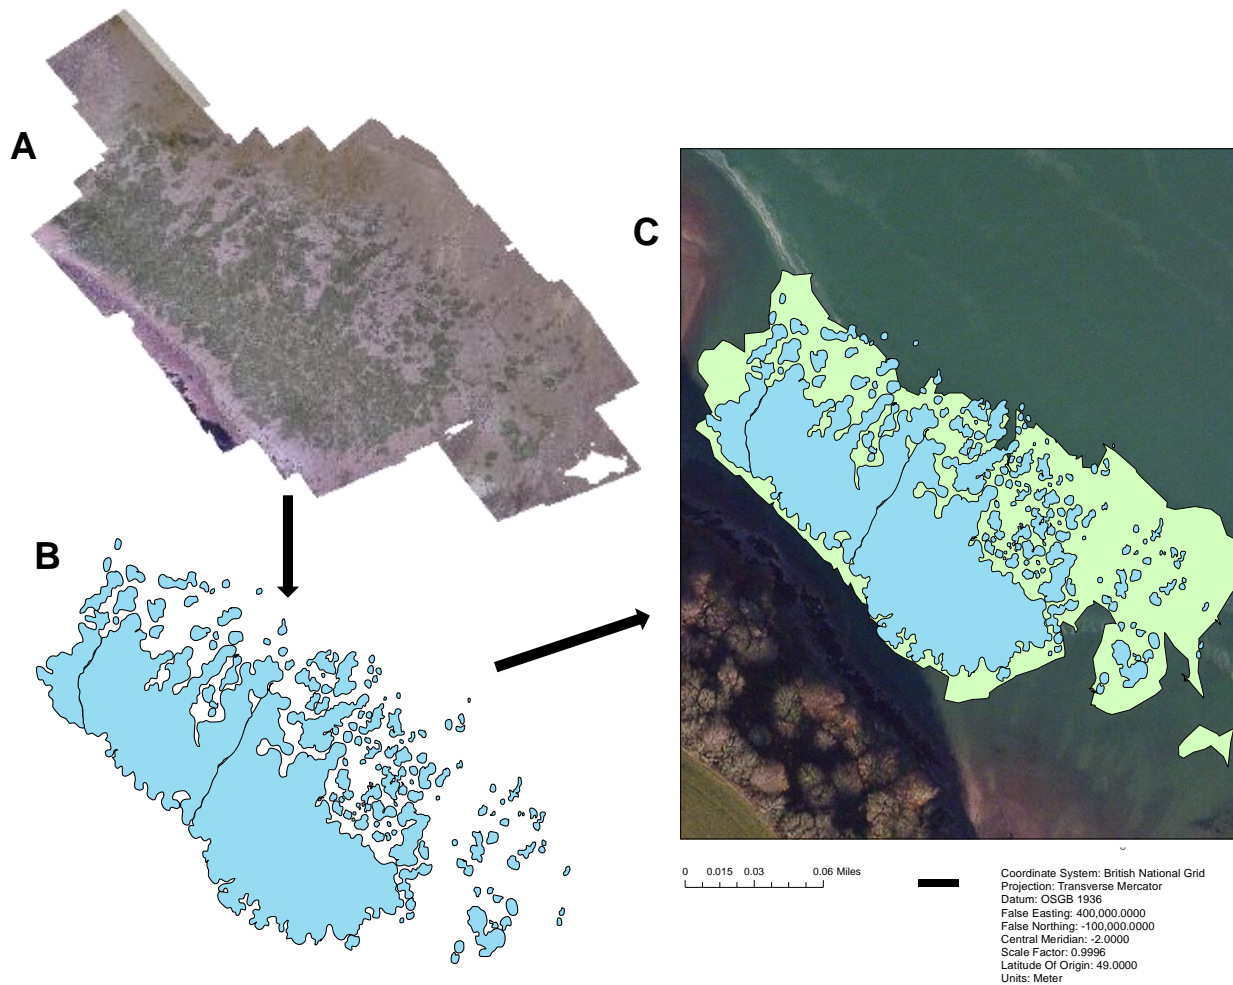 A
B
C
0 0.015 0.03 0.06 Miles
Coordinate System: British National Grid
Projection: Transverse Mercator
Datum: OSGB 1936
False Easting: 400,000.0000
False Northing: -100,000.0000
Central Meridian: -2.0000
Scale Factor: 0.9996
Latitude Of Origin: 49.0000
Units: Meter